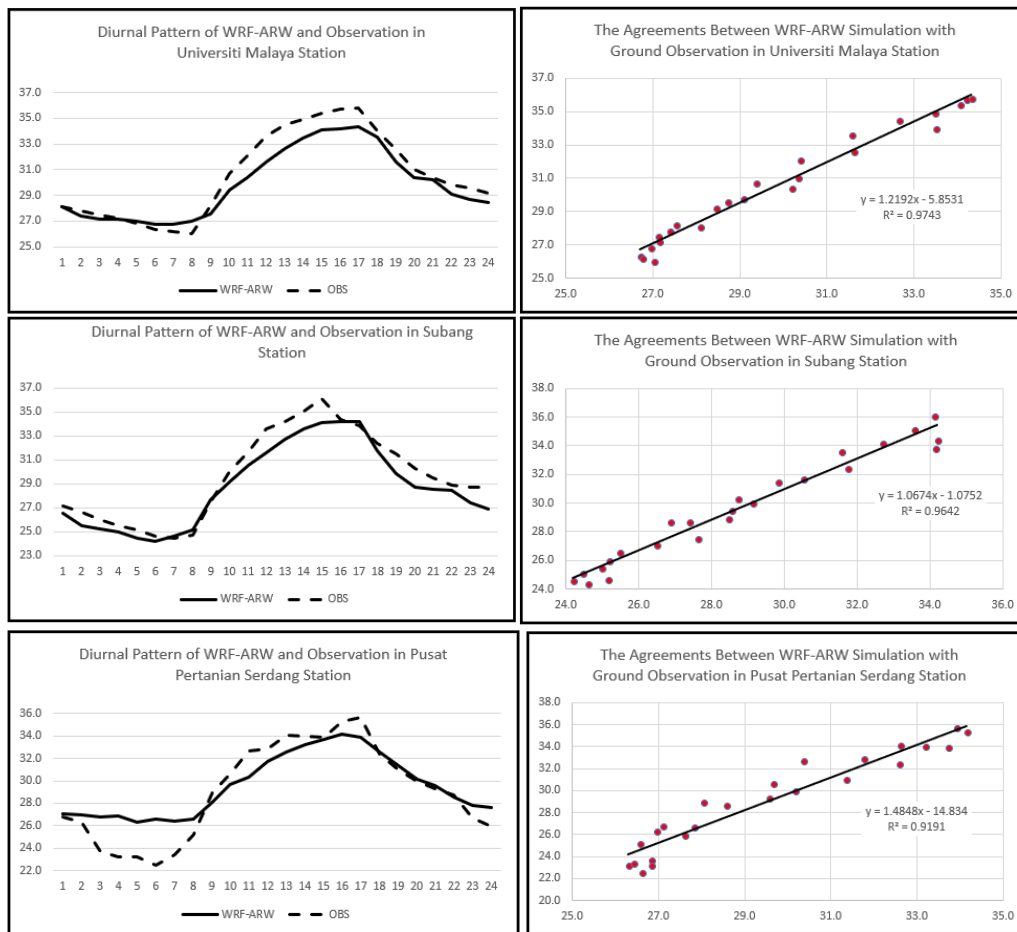 Diurnal Pattern of WRF-ARW and Observation in
Universiti Malaya Station
37.0
35.0
33.0
31.0
29.0
27.0
25.0
1 2 3 4 5 6 7 8 9 10 11 12 13 14 15 16 17 18 19 20 21 22 23 24
WRF-ARW OBS
The Agreements Between WRF-ARW Simulation with
Ground Observation in Universiti Malaya Station
37.0
35.0
33.0
31.0
29.0
27.0
25.0
25.0 27.0 29.0 31.0 33.0 35.0
y = 1.2192x - 5.8531
R² = 0.9743
Diurnal Pattern of WRF-ARW and Observation in Subang
Station
37.0
35.0
33.0
31.0
29.0
27.0
25.0
23.0
1 2 3 4 5 6 7 8 9 10 11 12 13 14 15 16 17 18 19 20 21 22 23 24
WRF-ARW OBS
The Agreements Between WRF-ARW Simulation with
Ground Observation in Subang Station
38.0
36.0
34.0
32.0
30.0
28.0
26.0
24.0
24.0 26.0 28.0 30.0 32.0 34.0 36.0
y = 1.0674x - 1.0752
R² = 0.9642
Diurnal Pattern of WRF-ARW and Observation in Pusat
Pertanian Serdang Station
36.0
34.0
32.0
30.0
28.0
26.0
24.0
22.0
1 2 3 4 5 6 7 8 9 10 11 12 13 14 15 16 17 18 19 20 21 22 23 24
WRF-ARW OBS
The Agreements Between WRF-ARW Simulation with
Ground Observation in Pusat Pertanian Serdang Station
38.0
36.0
34.0
32.0
30.0
28.0
26.0
24.0
22.0
20.0
25.0 27.0 29.0 31.0 33.0 35.0
y = 1.4848x - 14.834
R² = 0.9191